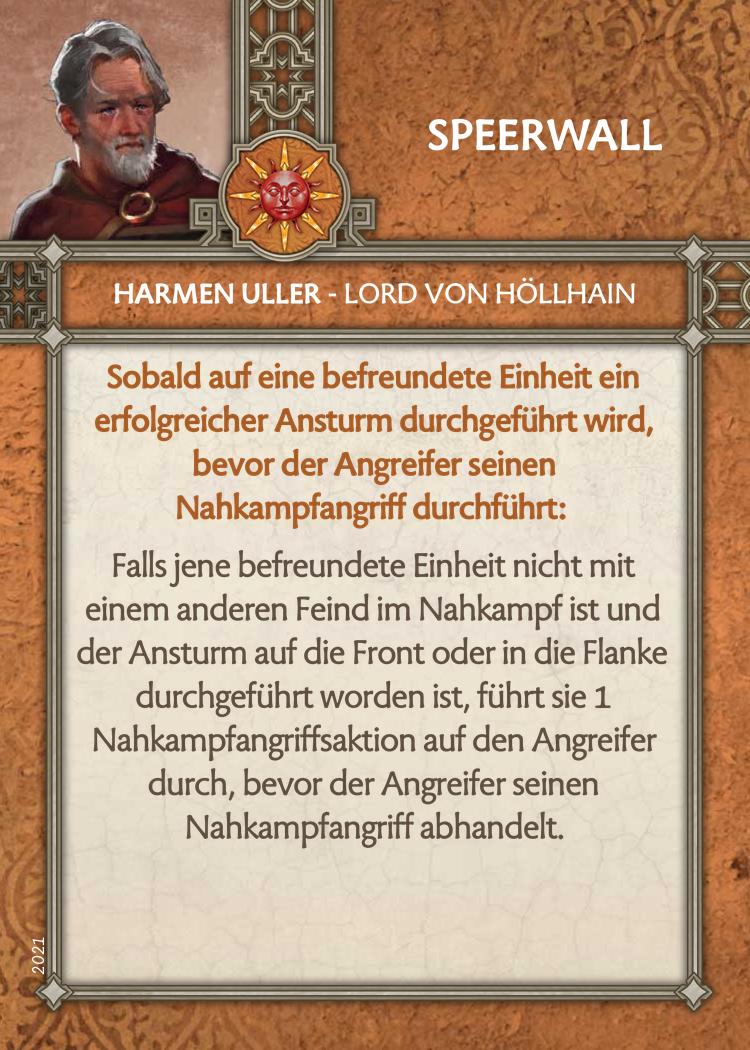 SPEERWALL
HARMEN ULLER - LORD VON HÖLLHAIN
Sobald auf eine befreundete Einheit ein
erfolgreicher Ansturm durchgeführt wird,
bevor der Angreifer seinen
Nahkampfangriff durchführt:
Falls jene befreundete Einheit nicht mit
einem anderen Feind im Nahkampf ist und
der Ansturm auf die Front oder in die Flanke
durchgeführt worden ist, führt sie 1
Nahkampfangriffsaktion auf den Angreifer
durch, bevor der Angreifer seinen
Nahkampfangriff abhandelt.
2021